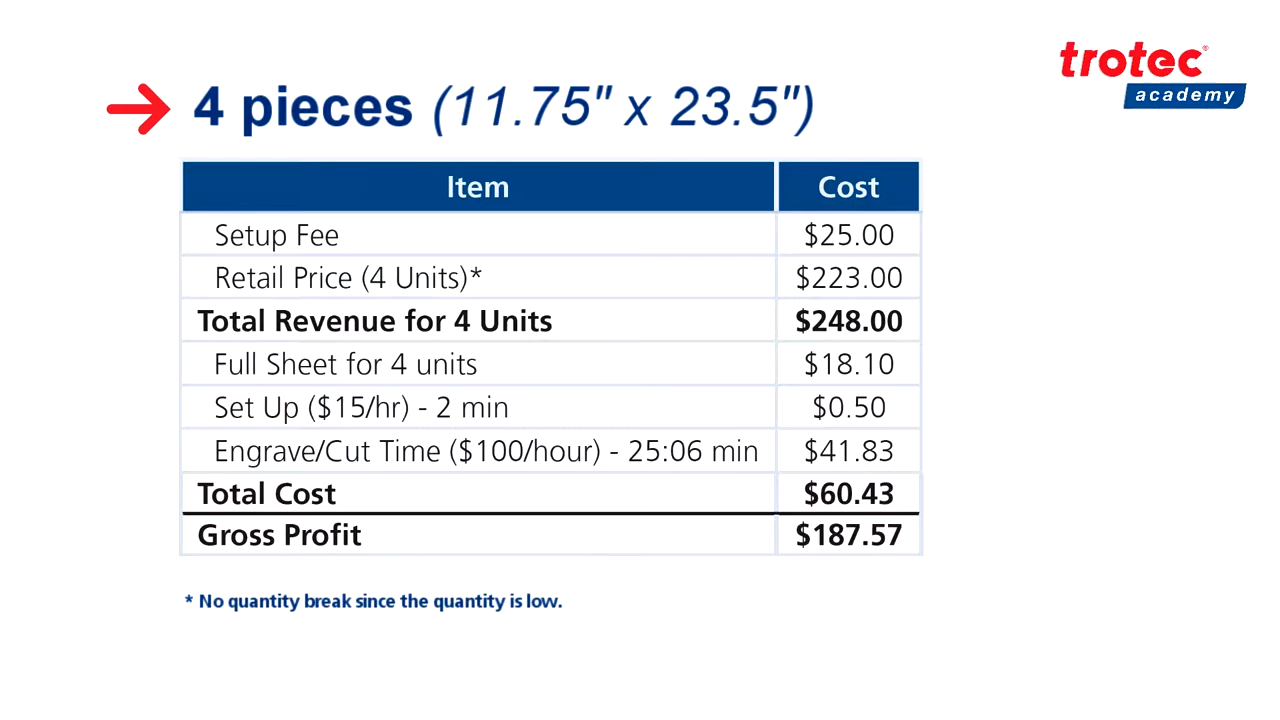 trotec®
academy
4 pieces (11.75" x 23.5")
Item Cost
Setup Fee $25.00
Retail Price (4 Units)* $223.00
Total Revenue for 4 Units $248.00
Full Sheet for 4 units $18.10
Set Up ($15/hr) - 2 min $0.50
Engrave/Cut Time ($100/hour) - 25:06 min $41.83
Total Cost $60.43
Gross Profit $187.57
* No quantity break since the quantity is low.